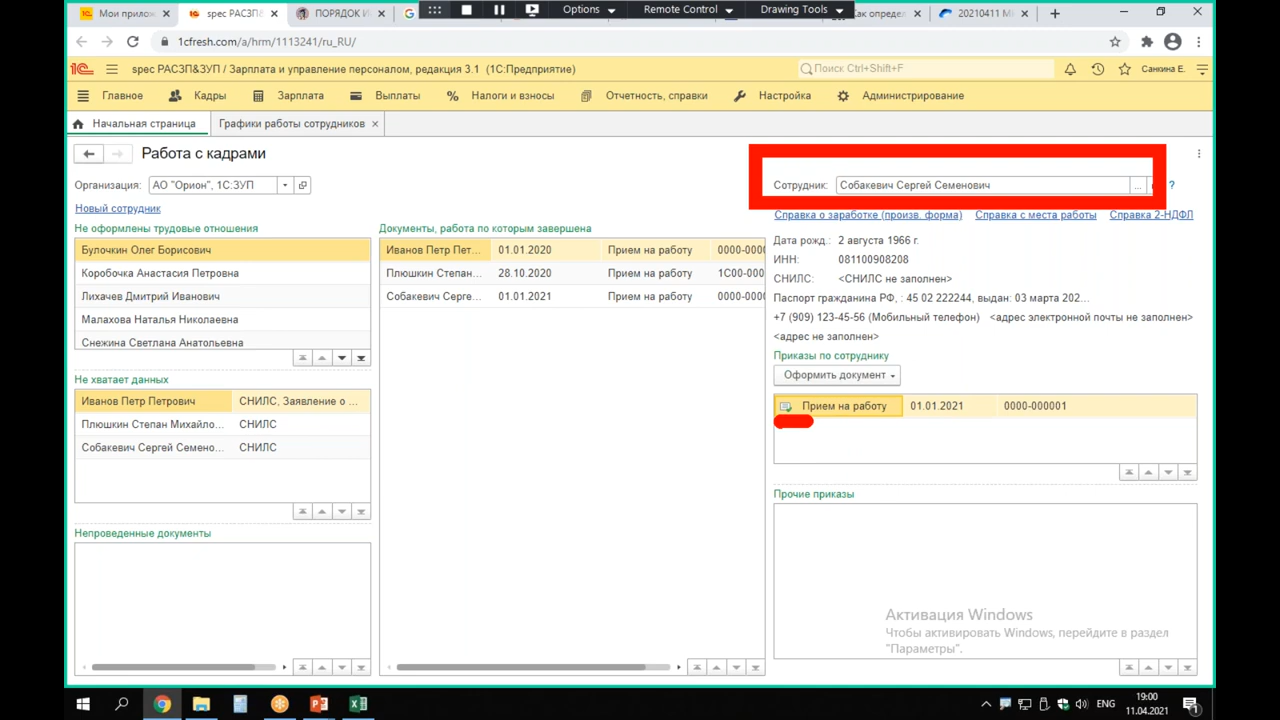 Мои прилож
spec РАСЗП&З
ПОРЯДОК И
Options
Remote Control
Drawing Tools
Как опреде
20210411 М
1cfresh.com/a/hrm/1113241/ru_RU/
spec РАСЗП&ЗУП / Зарплата и управление персоналом, редакция 3.1 (1С:Предприятие)
Поиск Ctrl+Shift+F
Санкина Е.
Главное
Кадры
Зарплата
Выплаты
Налоги и взносы
Отчетность, справки
Настройка
Администрирование
Начальная страница
Графики работы сотрудников
Работа с кадрами
Организация: АО "Орион", 1С:ЗУП
Сотрудник: Собакевич Сергей Семенович
...
?
Новый сотрудник
Не оформлены трудовые отношения
Булочкин Олег Борисович
Коробочка Анастасия Петровна
Лихачев Дмитрий Иванович
Малахова Наталья Николаевна
Снежина Светлана Анатольевна
Не хватает данных
Иванов Петр Петрович СНИЛС, Заявление о ...
Плюшкин Степан Михайло... СНИЛС
Собакевич Сергей Семено... СНИЛС
Непроведенные документы
Документы, работа по которым завершена
Иванов Петр Пет... 01.01.2020 Прием на работу 0000-000
Плюшкин Степан... 28.10.2020 Прием на работу 1С00-000
Собакевич Серге... 01.01.2021 Прием на работу 0000-000
Справка о заработке (произв. форма) Справка с места работы Справка 2-НДФЛ
Дата рожд.: 2 августа 1966 г.
ИНН: 081100908208
СНИЛС: <СНИЛС не заполнен>
Паспорт гражданина РФ, : 45 02 222244, выдан: 03 марта 202...
+7 (909) 123-45-56 (Мобильный телефон) <адрес электронной почты не заполнен>
<адрес не заполнен>
Приказы по сотруднику
Оформить документ
Прием на работу 01.01.2021 0000-000001
Прочие приказы
Активация Windows
Чтобы активировать Windows, перейдите в раздел
"Параметры".
ENG
19:00
11.04.2021
1